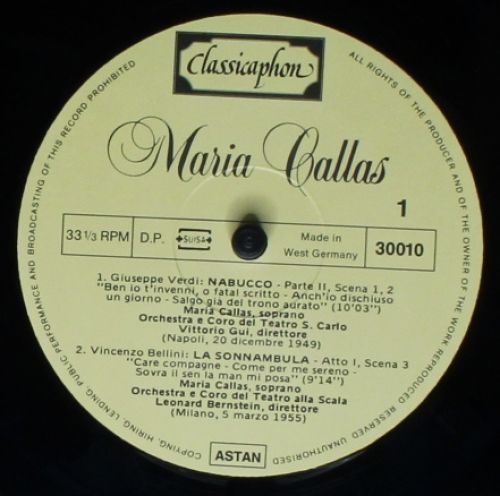 Classicaphon
Maria Callas
1
33 1/3 RPM
D.P.
SUISA
Made in
West Germany
30010
1. Giuseppe Verdi: NABUCCO - Parte II, Scena 1, 2
"Ben io t'invenni, o fatal scritto - Anch'io dischiuso
un giorno - Salgo già del trono aurato" (10'03")
Maria Callas, soprano
Orchestra e Coro del Teatro S. Carlo
Vittorio Gui, direttore
(Napoli, 20 dicembre 1949)
2. Vincenzo Bellini: LA SONNAMBULA - Atto I, Scena 3
"Care compagne - Come per me sereno -
Sovra il sen la man mi posa" (9'14")
Maria Callas, soprano
Orchestra e Coro del Teatro alla Scala
Leonard Bernstein, direttore
(Milano, 5 marzo 1955)
ASTAN
ALL RIGHTS OF THE PRODUCER AND OF THE OWNER OF THE WORK REPRODUCED RESERVED. UNAUTHORISED COPYING, HIRING, LENDING, PUBLIC PERFORMANCE AND BROADCASTING OF THIS RECORD PROHIBITED